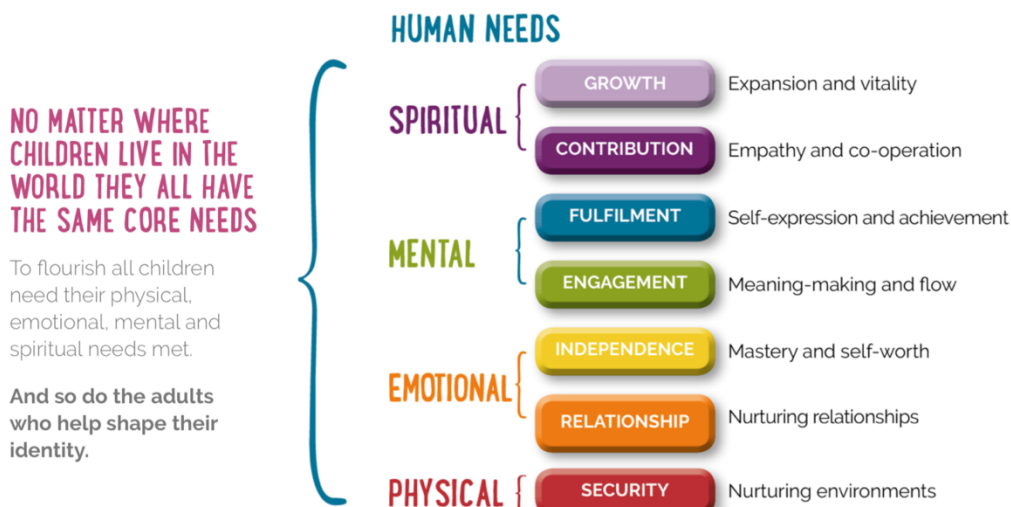 HUMAN NEEDS
NO MATTER WHERE
CHILDREN LIVE IN THE
WORLD THEY ALL HAVE
THE SAME CORE NEEDS
To flourish all children
need their physical,
emotional, mental and
spiritual needs met.
And so do the adults
who help shape their
identity.
SPIRITUAL
GROWTH Expansion and vitality
CONTRIBUTION Empathy and co-operation
MENTAL
FULFILMENT Self-expression and achievement
ENGAGEMENT Meaning-making and flow
EMOTIONAL
INDEPENDENCE Mastery and self-worth
RELATIONSHIP Nurturing relationships
PHYSICAL
SECURITY Nurturing environments